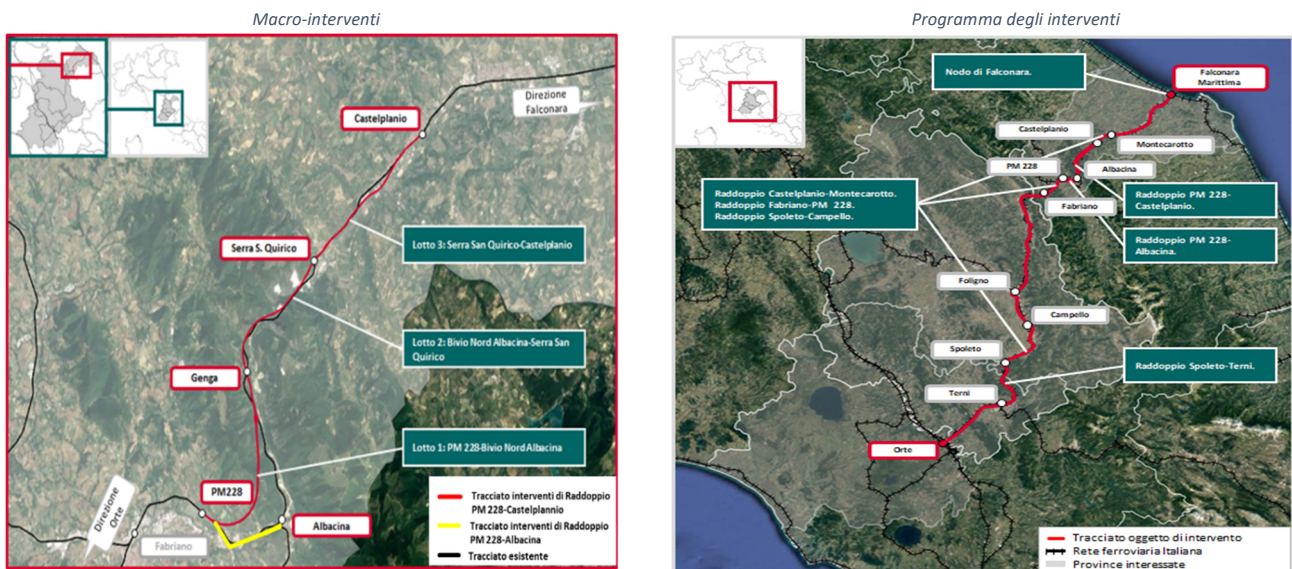 Macro-interventi
Direzione
Falconara
Castelplanio
Lotto 3: Serra San Quirico-Castelplanio
Serra S. Quirico
Lotto 2: Bivio Nord Albacina-Serra San
Quirico
Genga
Lotto 1: PM 228-Bivio Nord Albacina
PM228
Direzione
Orte
Albacina
Fabriano
Tracciato interventi di Raddoppio
PM 228-Castelplannio
Tracciato interventi di Raddoppio
PM 228-Albacina
Tracciato esistente
Programma degli interventi
Nodo di Falconara.
Falconara
Marittima
Castelplanio
Montecarotto
PM 228
Albacina
Raddoppio Castelplanio-Montecarotto.
Raddoppio Fabriano-PM 228.
Raddoppio Spoleto-Campello.
Raddoppio PM 228-
Castelplanio.
Fabriano
Raddoppio PM 228-
Albacina.
Foligno
Campello
Spoleto
Raddoppio Spoleto-Terni.
Terni
Orte
Tracciato oggetto di intervento
Rete ferroviaria Italiana
Province interessate